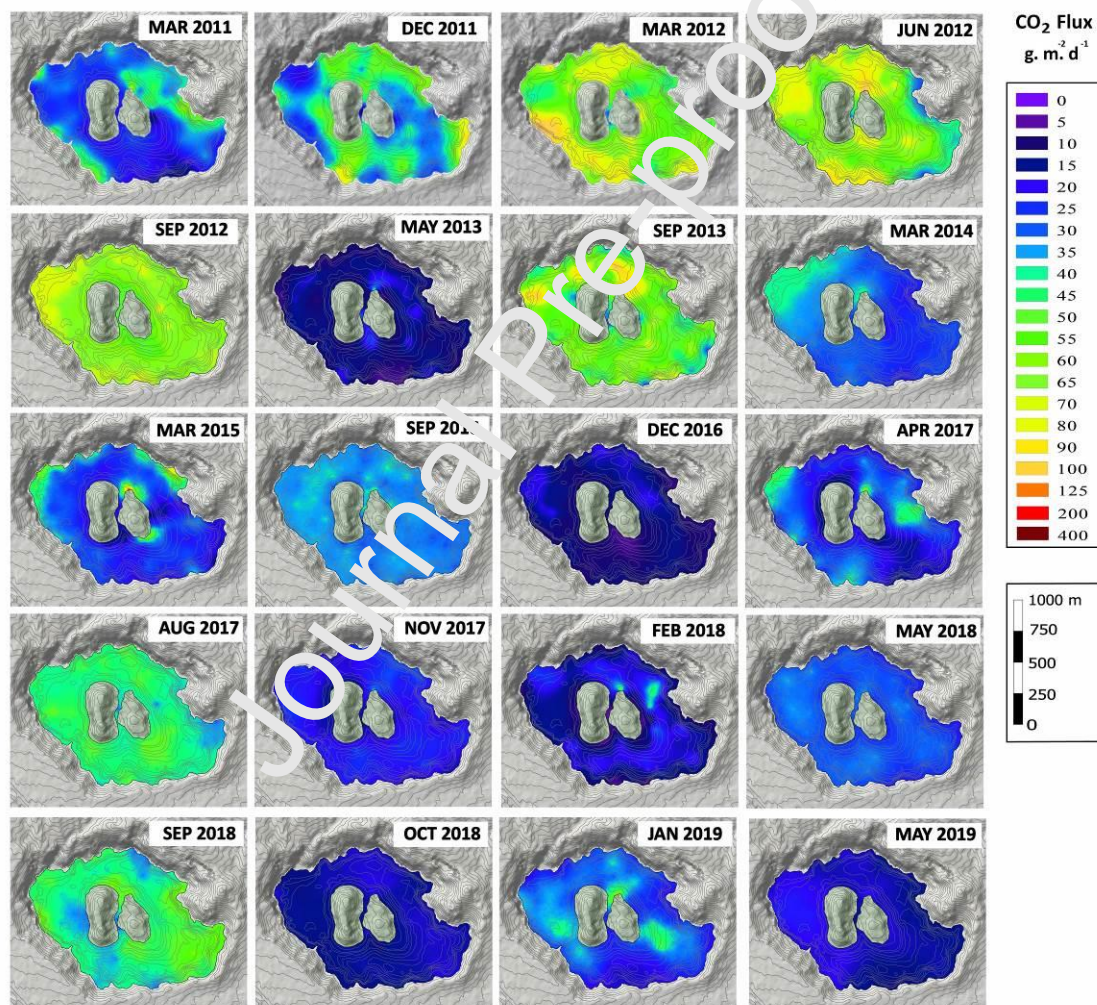 MAR 2011
DEC 2011
MAR 2012
JUN 2012
SEP 2012
MAY 2013
SEP 2013
MAR 2014
MAR 2015
SEP
DEC 2016
APR 2017
AUG 2017
NOV 2017
FEB 2018
MAY 2018
SEP 2018
OCT 2018
JAN 2019
MAY 2019
CO₂ Flux
g. m.⁻² d⁻¹
0
5
10
15
20
25
30
35
40
45
50
55
60
65
70
80
90
100
125
200
400
1000 m
750
500
250
0
Journal Pre-proo